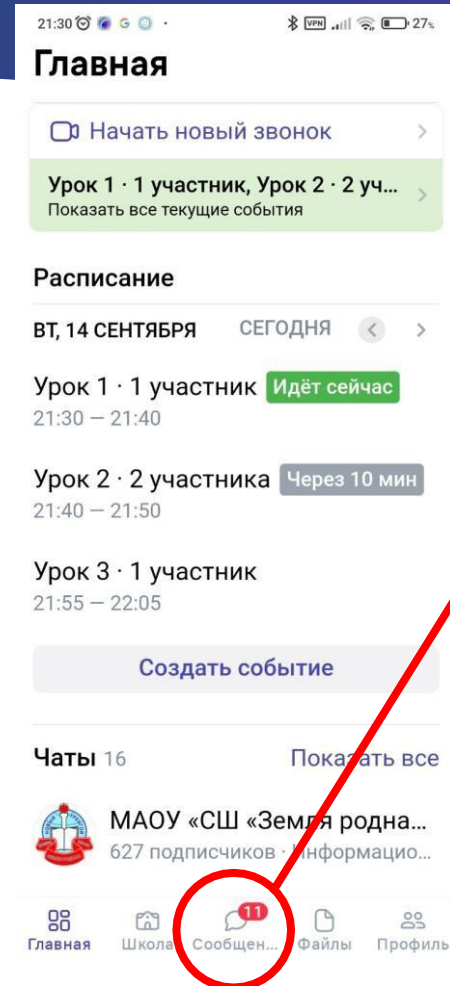 21:30
VPN
27%
Главная
Начать новый звонок
Урок 1 · 1 участник, Урок 2 · 2 уч...
Показать все текущие события
Расписание
ВТ, 14 СЕНТЯБРЯ СЕГОДНЯ
Урок 1 · 1 участник Идёт сейчас
21:30 — 21:40
Урок 2 · 2 участника Через 10 мин
21:40 — 21:50
Урок 3 · 1 участник
21:55 — 22:05
Создать событие
Чаты 16 Показать все
МАОУ «СШ «Земля родна...
627 подписчиков · Информацио...
11
Главная Школа Сообщен... Файлы Профиль